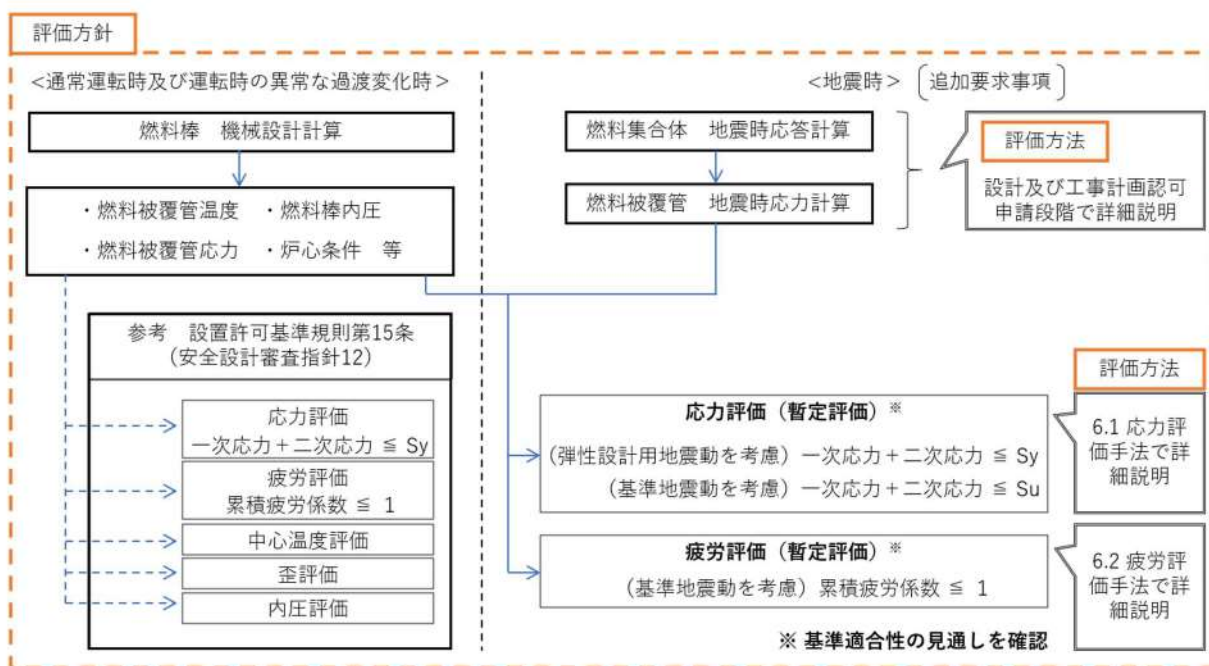 評価方針
<通常運転時及び運転時の異常な過渡変化時>
燃料棒 機械設計計算
・燃料被覆管温度 ・燃料棒内圧
・燃料被覆管応力 ・炉心条件 等
参考 設置許可基準規則第15条
(安全設計審査指針12)
応力評価
一次応力+二次応力 ≦ Sy
疲労評価
累積疲労係数 ≦ 1
中心温度評価
歪評価
内圧評価
<地震時>
追加要求事項
燃料集合体 地震時応答計算
燃料被覆管 地震時応力計算
評価方法
設計及び工事計画認可
申請段階で詳細説明
応力評価(暫定評価)※
(弾性設計用地震動を考慮)一次応力+二次応力 ≦ Sy
(基準地震動を考慮)一次応力+二次応力 ≦ Su
疲労評価(暫定評価)※
(基準地震動を考慮)累積疲労係数 ≦ 1
※ 基準適合性の見通しを確認
評価方法
6.1 応力評
価手法で詳
細説明
6.2 疲労評
価手法で詳
細説明